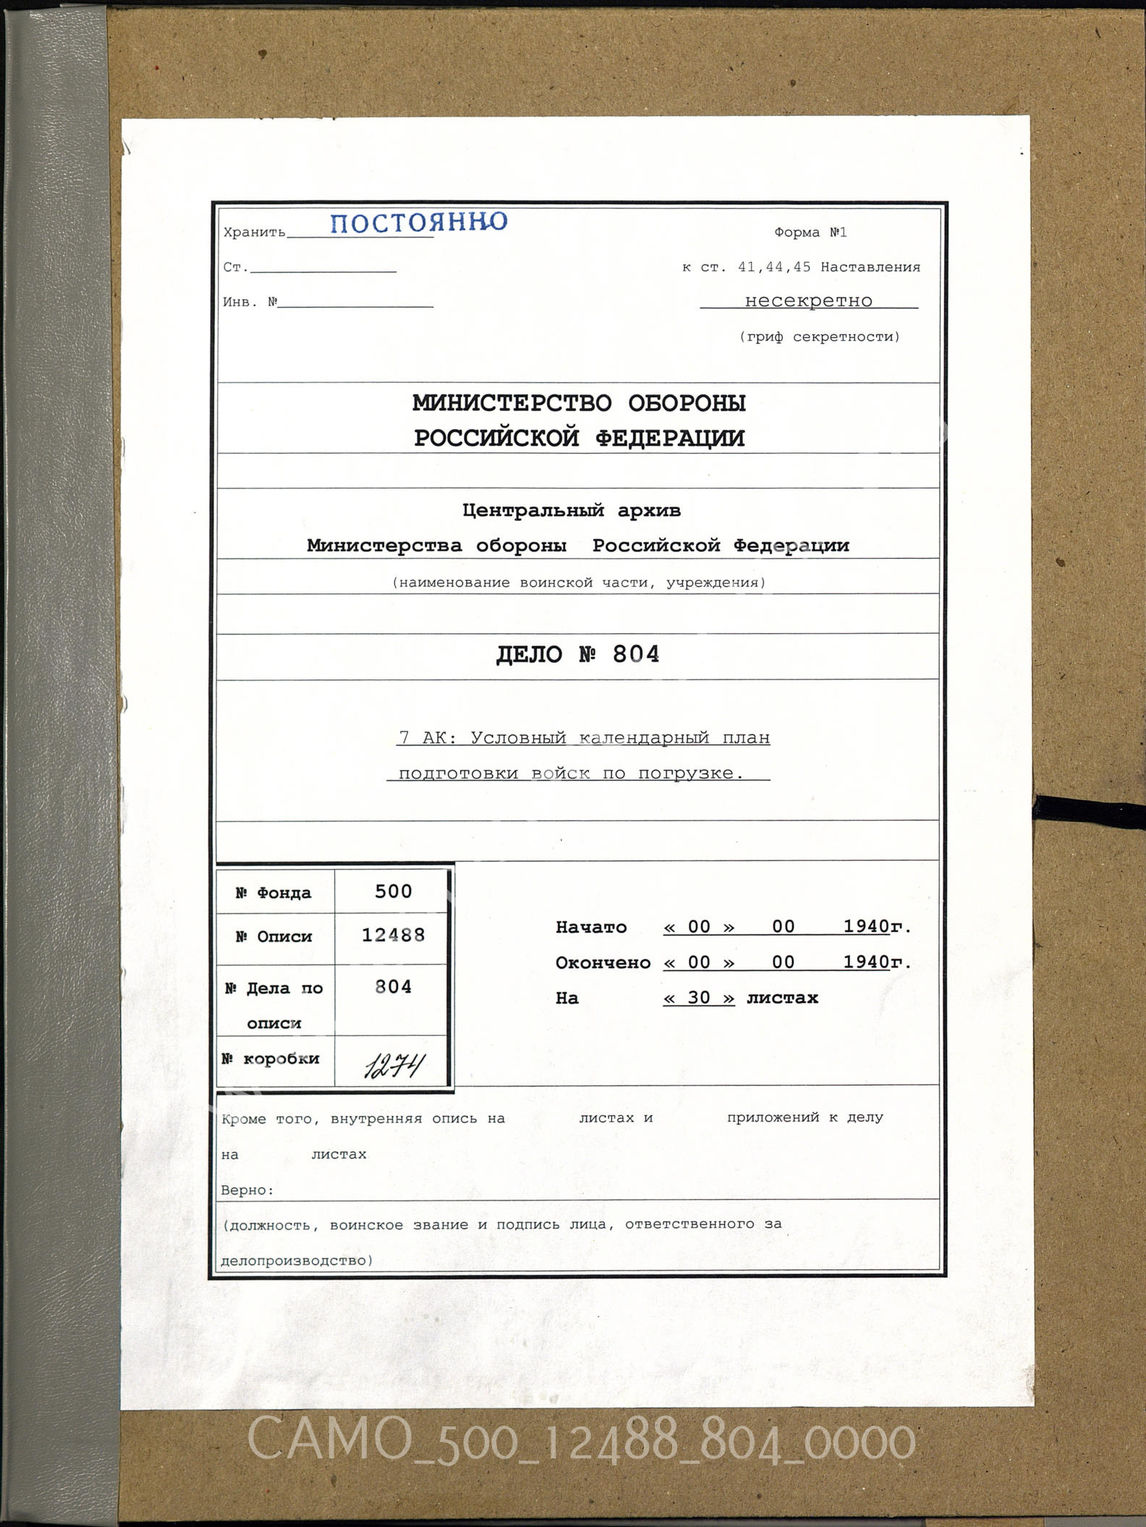 Хранить ПОСТОЯННО
Форма №1
Ст.
к ст. 41,44,45 Наставления
Инв. №
несекретно
(гриф секретности)
МИНИСТЕРСТВО ОБОРОНЫ
РОССИЙСКОЙ ФЕДЕРАЦИИ
Центральный архив
Министерства обороны Российской Федерации
(наименование воинской части, учреждения)
ДЕЛО № 804
7 АК: Условный календарный план
подготовки войск по погрузке.
№ Фонда 500
№ Описи 12488
№ Дела по 804
описи
№ коробки 1274
Начато « 00 » 00 1940г.
Окончено « 00 » 00 1940г.
На « 30 » листах
Кроме того, внутренняя опись на листах и приложений к делу
на листах
Верно:
(должность, воинское звание и подпись лица, ответственного за
делопроизводство)
CAMO_500_12488_804_0000